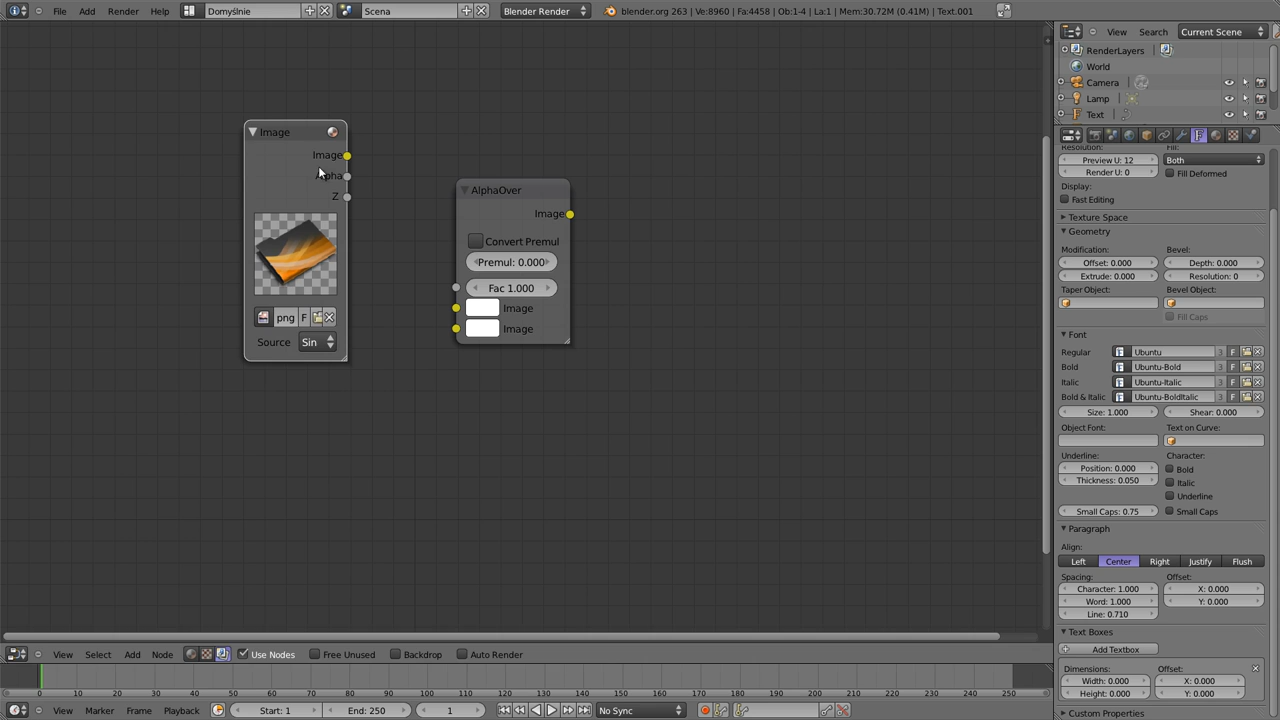 File Add Render Help Domyślnie Scena Blender Render blender.org 263 | Ve:8960 | Fa:4458 | Ob:1-4 | La:1 | Mem:30.72M (0.41M) | Text.001
View Search Current Scene
RenderLayers
World
Camera
Lamp
Text
Image
Image
Alpha
Z
png F
Source Sin
AlphaOver
Image
Convert Premul
Premul: 0.000
Fac 1.000
Image
Image
Resolution: Fill:
Preview U: 12 Both
Render U: 0 Fill Deformed
Display:
Fast Editing
Texture Space
Geometry
Modification: Bevel:
Offset: 0.000 Depth: 0.000
Extrude: 0.000 Resolution: 0
Taper Object: Bevel Object:
Fill Caps
Font
Regular Ubuntu 3 F
Bold Ubuntu-Bold 3 F
Italic Ubuntu-Italic 3 F
Bold & Italic Ubuntu-BoldItalic 3 F
Size: 1.000 Shear: 0.000
Object Font: Text on Curve:
Underline: Character:
Position: 0.000 Bold
Thickness: 0.050 Italic
Underline
Small Caps: 0.75 Small Caps
Paragraph
Align:
Left Center Right Justify Flush
Spacing: Offset:
Character: 1.000 X: 0.000
Word: 1.000 Y: 0.000
Line: 0.710
Text Boxes
Add Textbox
Dimensions: Offset:
Width: 0.000 X: 0.000
Height: 0.000 Y: 0.000
Custom Properties
View Select Add Node Use Nodes Free Unused Backdrop Auto Render
0 10 20 30 40 50 60 70 80 90 100 110 120 130 140 150 160 170 180 190 200 210 220 230 240 250
View Marker Frame Playback Start: 1 End: 250 1 No Sync